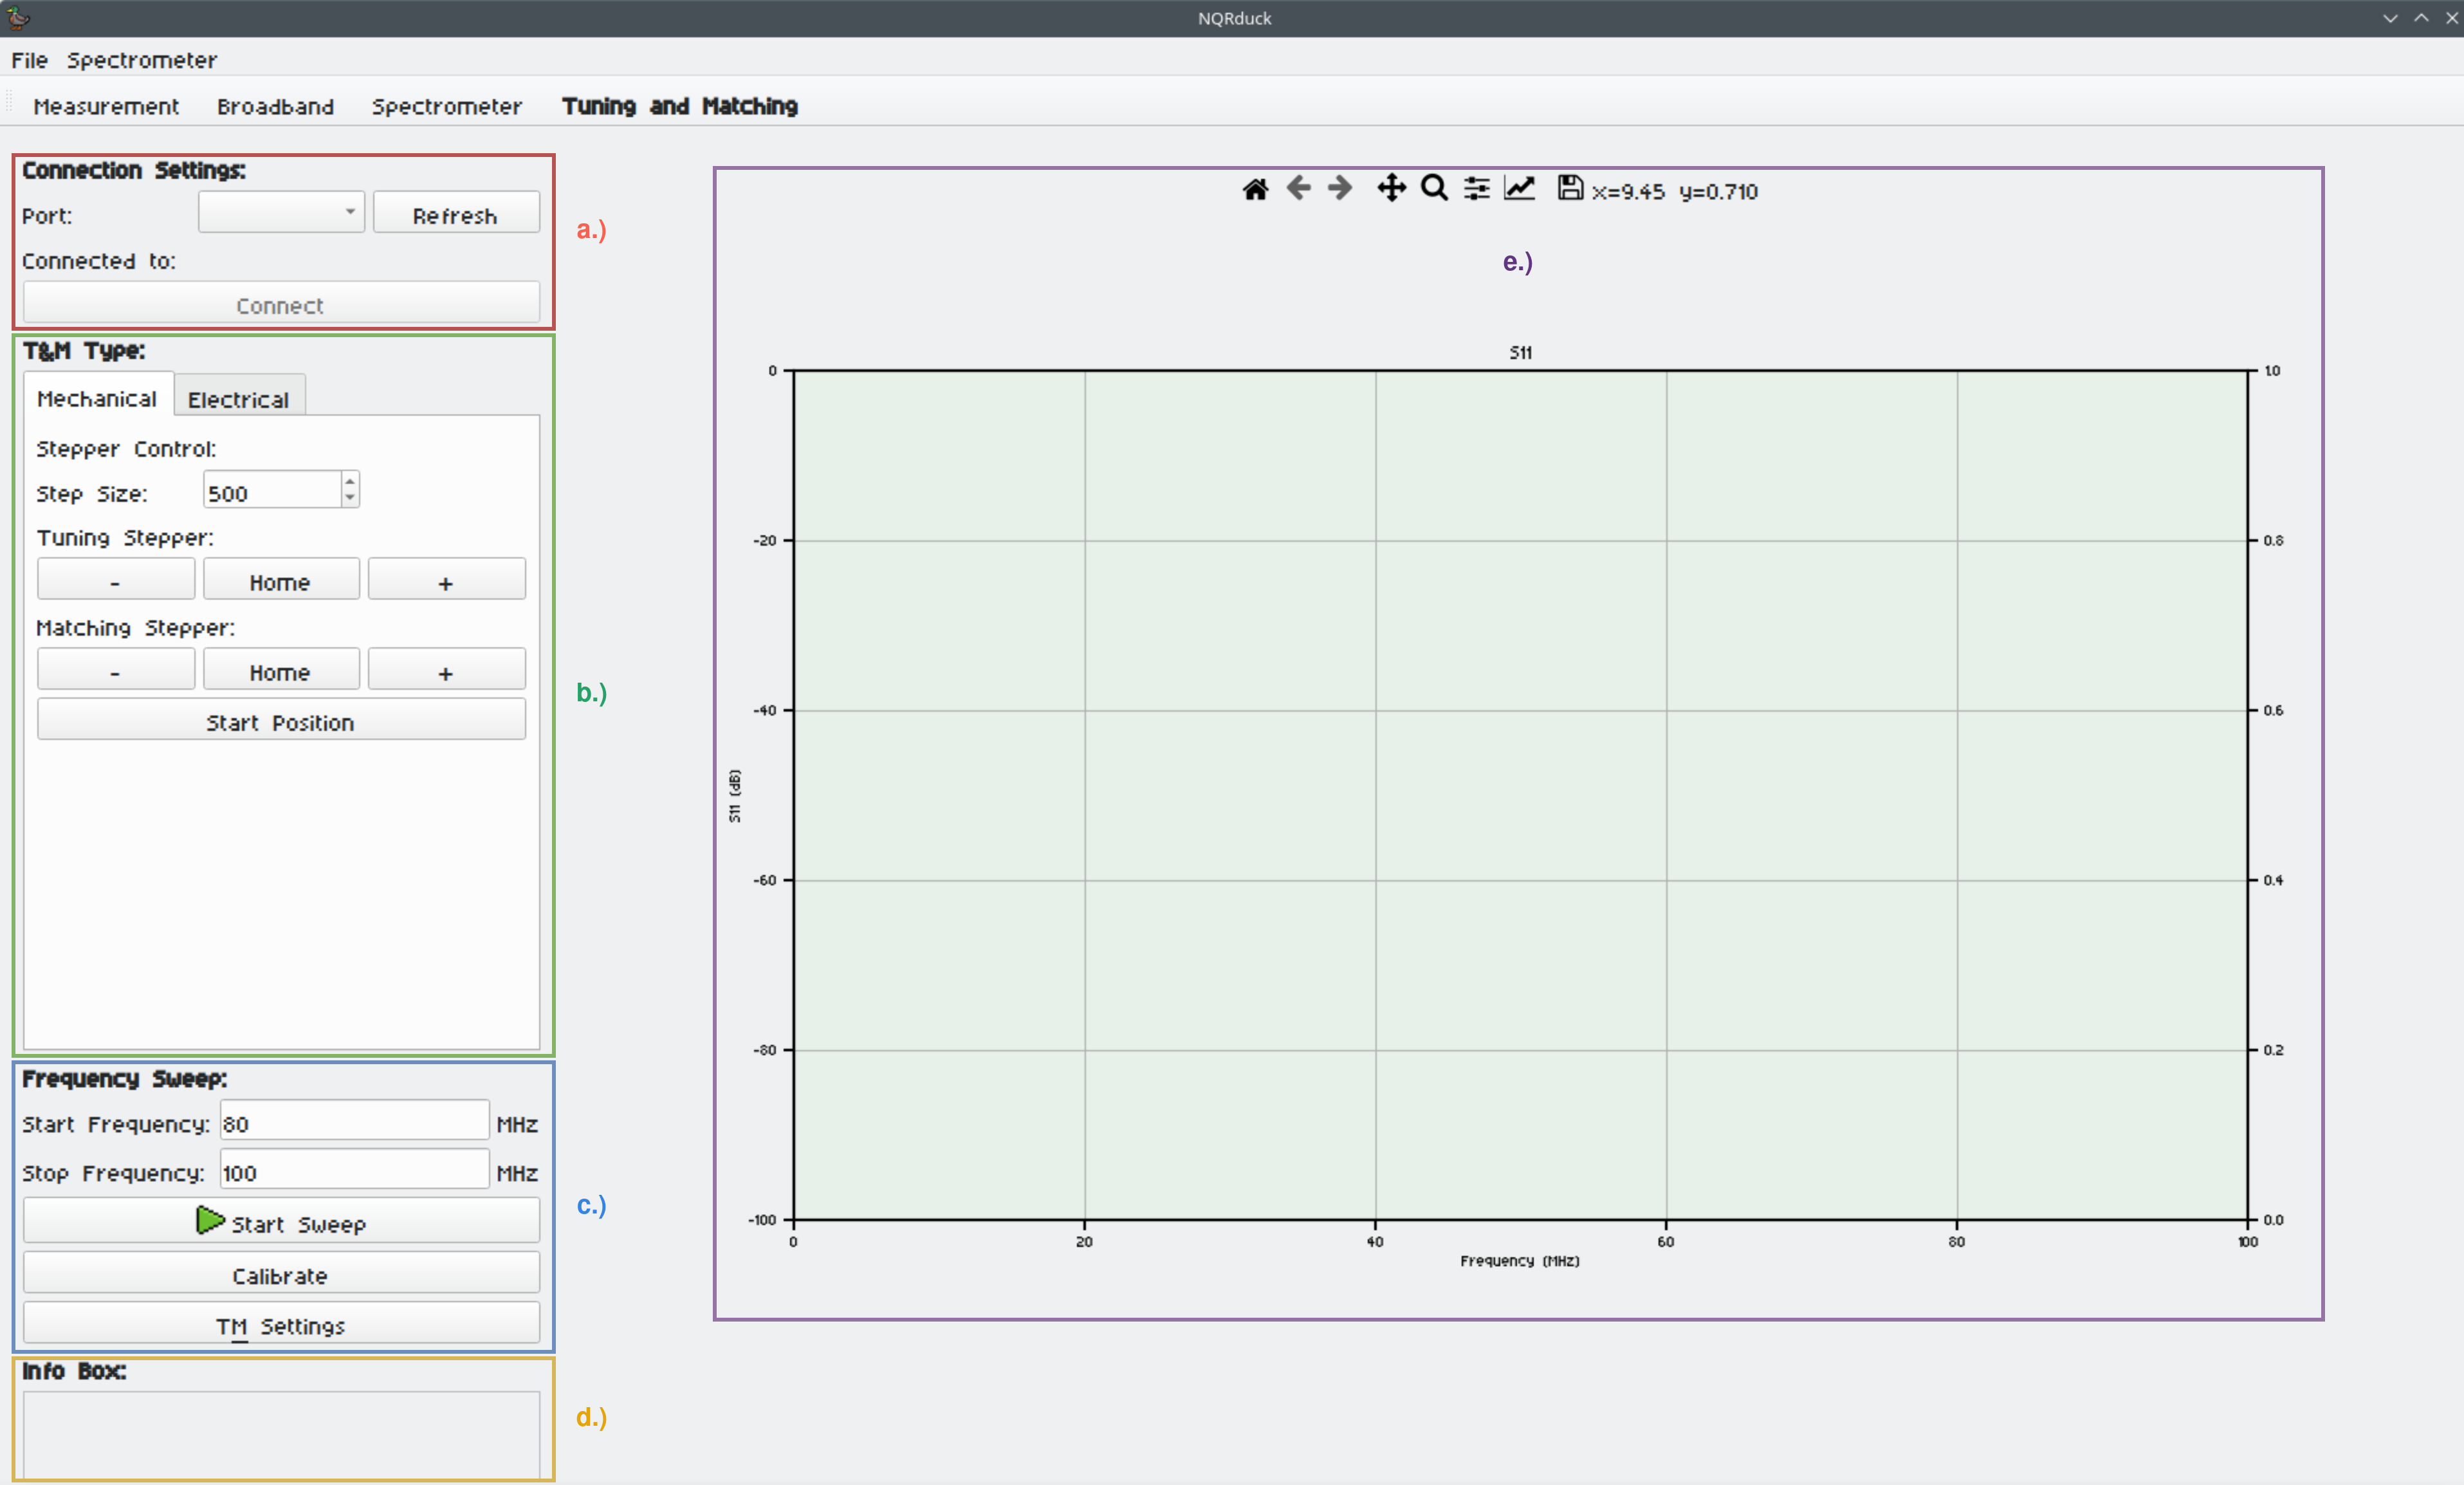 NQRduck
File Spectrometer
Measurement Broadband Spectrometer Tuning and Matching
Connection Settings:
Port: Refresh
Connected to:
Connect
a.)
T&M Type:
Mechanical Electrical
Stepper Control:
Step Size: 500
Tuning Stepper:
- Home +
Matching Stepper:
- Home +
Start Position
b.)
Frequency Sweep:
Start Frequency: 80 MHz
Stop Frequency: 100 MHz
Start Sweep
Calibrate
TM Settings
c.)
Info Box:
d.)
x=9.45 y=0.710
e.)
S11
0 1.0
-20 0.8
-40 0.6
S11 (dB)
-60 0.4
-80 0.2
-100 0.0
0 20 40 60 80 100
Frequency (MHz)